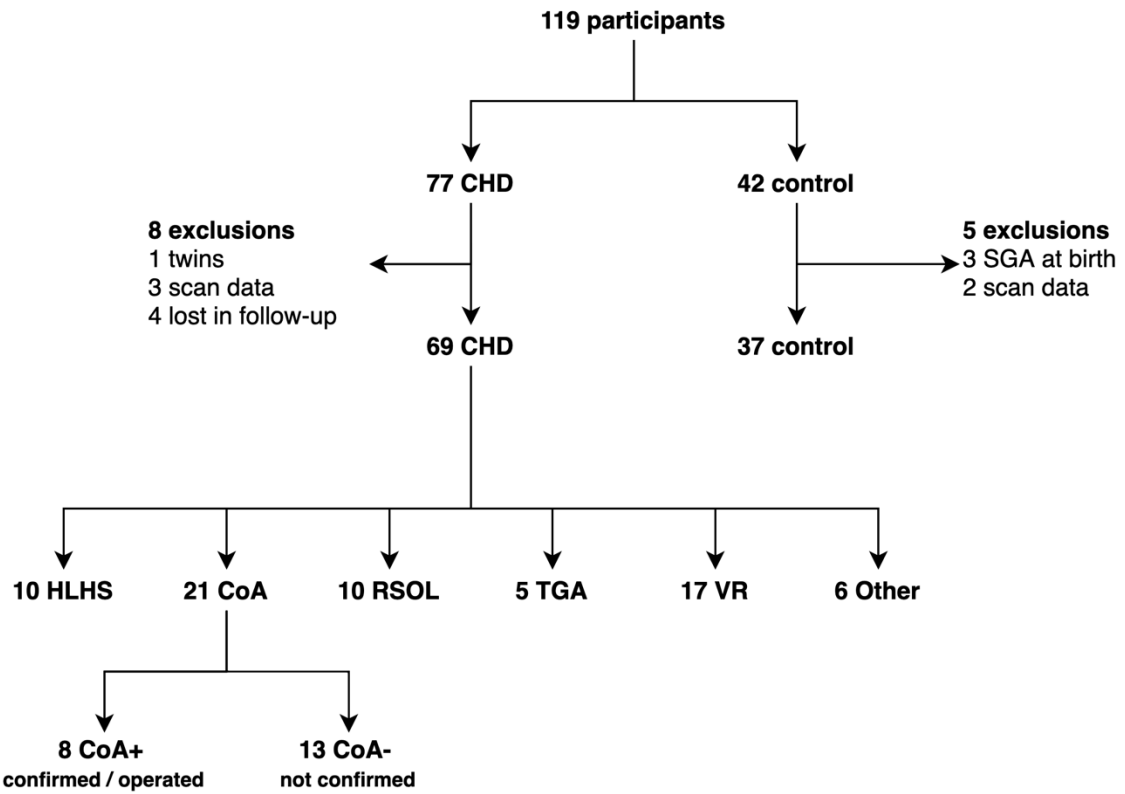 119 participants
77 CHD
42 control
8 exclusions
1 twins
3 scan data
4 lost in follow-up
5 exclusions
3 SGA at birth
2 scan data
69 CHD
37 control
10 HLHS
21 CoA
10 RSOL
5 TGA
17 VR
6 Other
8 CoA+
confirmed / operated
13 CoA-
not confirmed